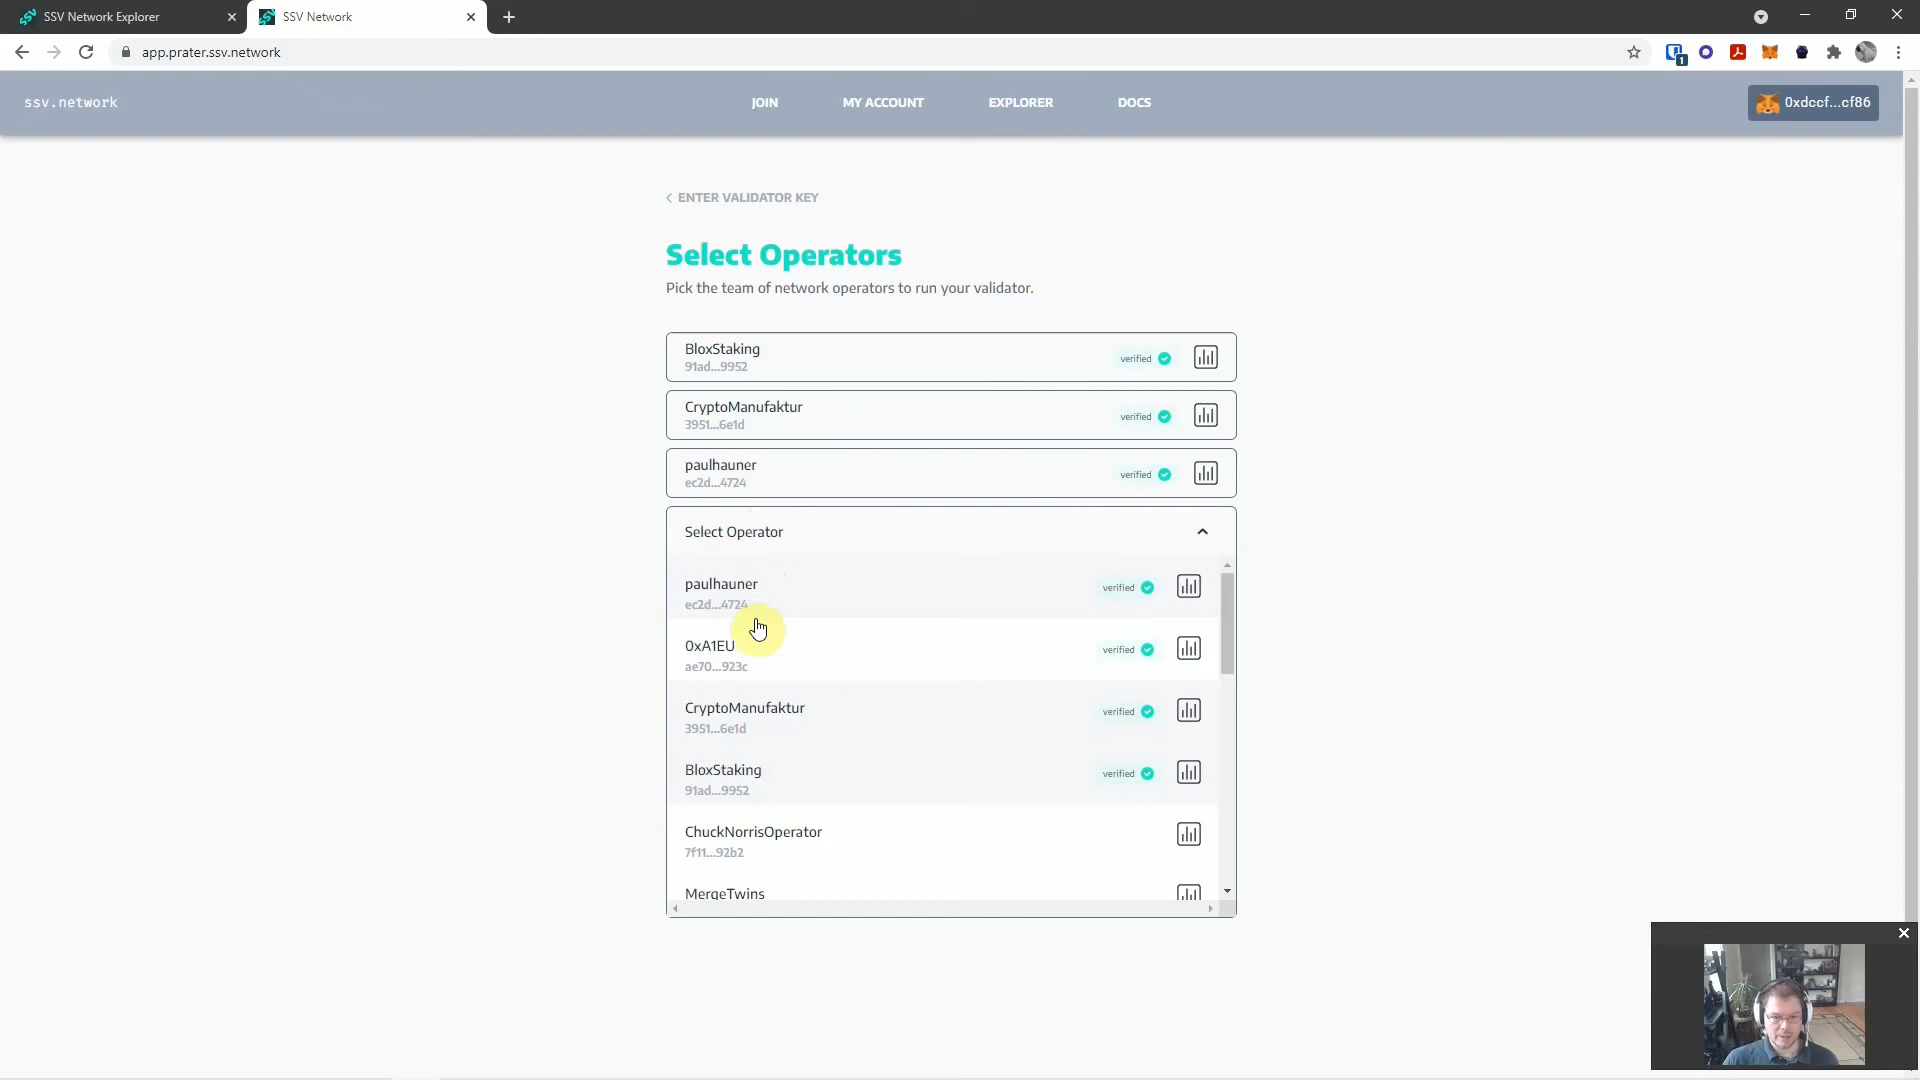 SSV Network Explorer
SSV Network
app.prater.ssv.network
1
ssv.network
JOIN
MY ACCOUNT
EXPLORER
DOCS
0xdccf...cf86
ENTER VALIDATOR KEY
Select Operators
Pick the team of network operators to run your validator.
BloxStaking
91ad...9952
verified
CryptoManufaktur
3951...6e1d
verified
paulhauner
ec2d...4724
verified
Select Operator
paulhauner
ec2d...4724
verified
0xA1EU
ae70...923c
verified
CryptoManufaktur
3951...6e1d
verified
BloxStaking
91ad...9952
verified
ChuckNorrisOperator
7f11...92b2
MergeTwins